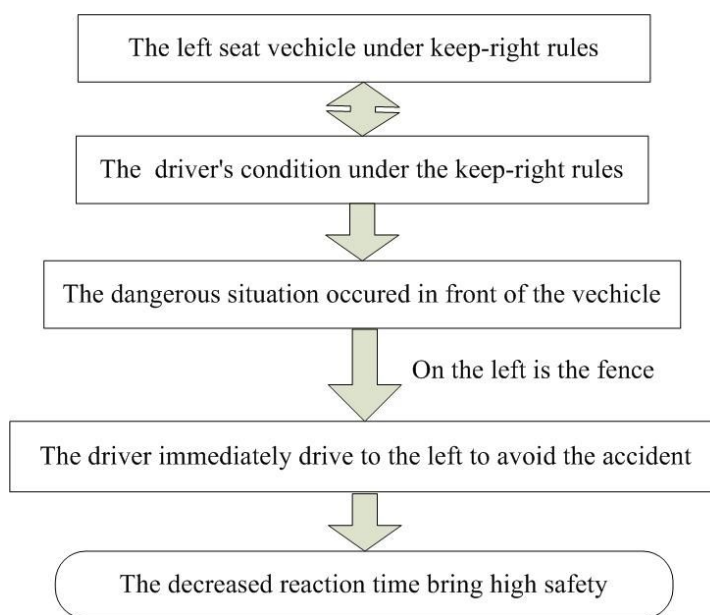 The left seat vechicle under keep-right rules
The driver's condition under the keep-right rules
The dangerous situation occured in front of the vechicle
On the left is the fence
The driver immediately drive to the left to avoid the accident
The decreased reaction time bring high safety